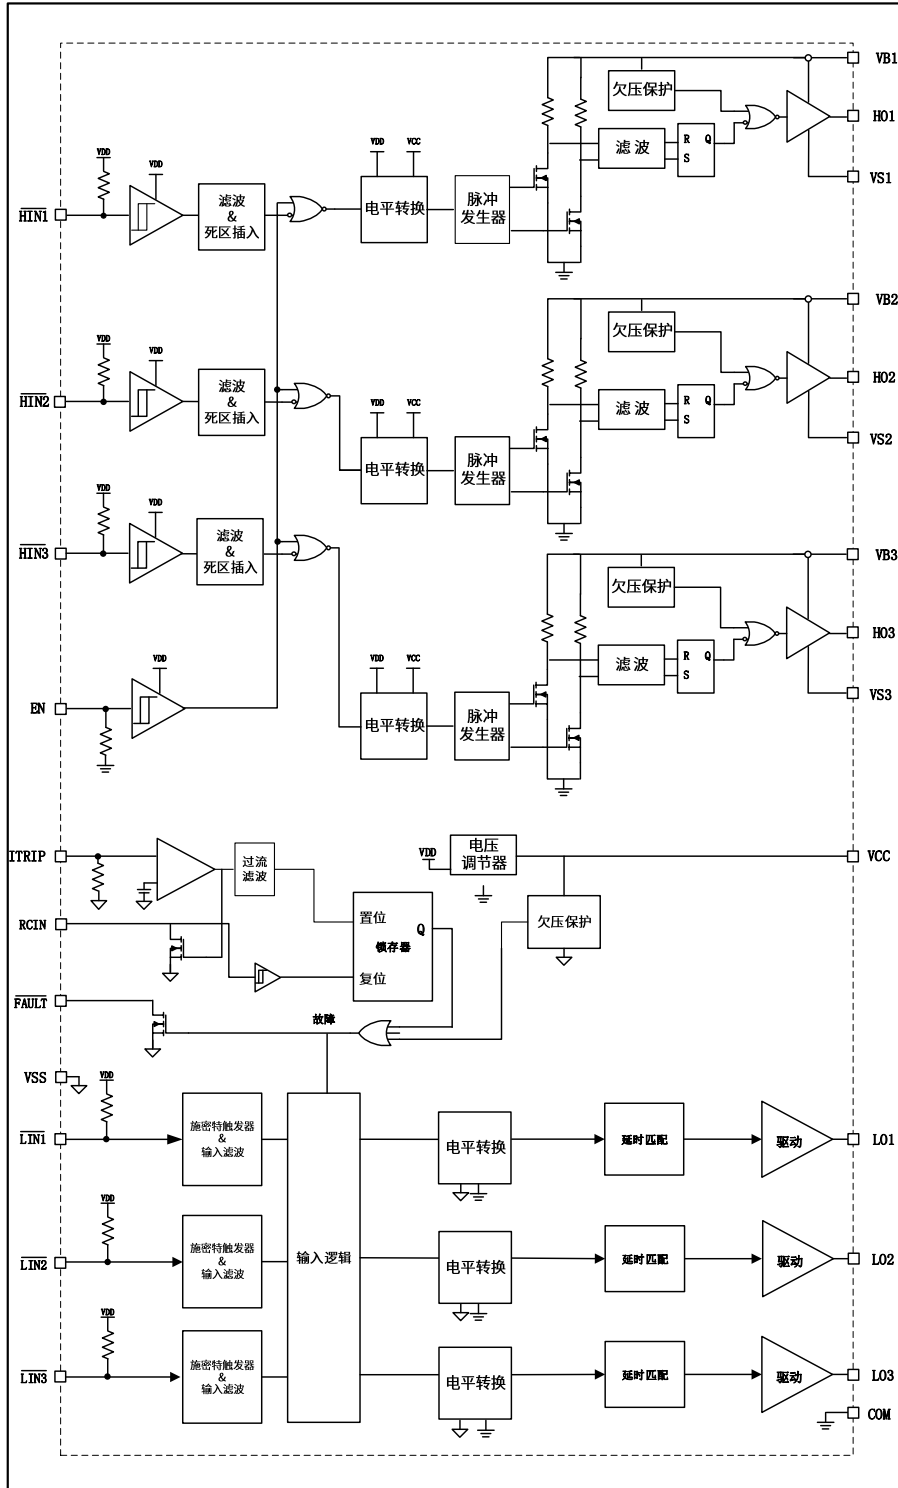 VB1
欠压保护
HO1
VDD
VCC
VDD
VDD
滤波
R
Q
S
HIN1
滤波
&
死区插入
电平转换
脉冲
发生器
VS1
VB2
欠压保护
VDD
VDD
HO2
HIN2
滤波
&
死区插入
滤波
R
Q
S
VDD
VCC
VS2
电平转换
脉冲
发生器
VDD
VDD
HIN3
滤波
&
死区插入
VB3
欠压保护
HO3
VDD
VDD
VCC
滤波
R
Q
S
VS3
EN
电平转换
脉冲
发生器
ITRIP
过流
滤波
VDD
电压
调节器
VCC
RCIN
置位
Q
锁存器
复位
欠压保护
FAULT
故障
VSS
VDD
LIN1
施密特触发器
&
输入滤波
电平转换
延时匹配
驱动
LO1
VDD
LIN2
施密特触发器
&
输入滤波
输入逻辑
电平转换
延时匹配
驱动
LO2
VDD
LIN3
施密特触发器
&
输入滤波
电平转换
延时匹配
驱动
LO3
COM